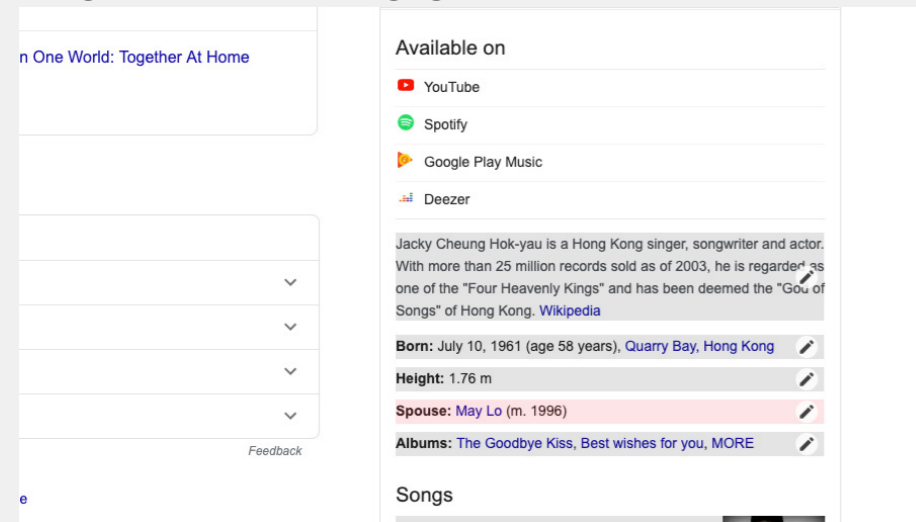 n One World: Together At Home
Feedback
e
Available on
YouTube
Spotify
Google Play Music
Deezer
Jacky Cheung Hok-yau is a Hong Kong singer, songwriter and actor.
With more than 25 million records sold as of 2003, he is regarded as
one of the "Four Heavenly Kings" and has been deemed the "God of
Songs" of Hong Kong. Wikipedia
Born: July 10, 1961 (age 58 years), Quarry Bay, Hong Kong
Height: 1.76 m
Spouse: May Lo (m. 1996)
Albums: The Goodbye Kiss, Best wishes for you, MORE
Songs